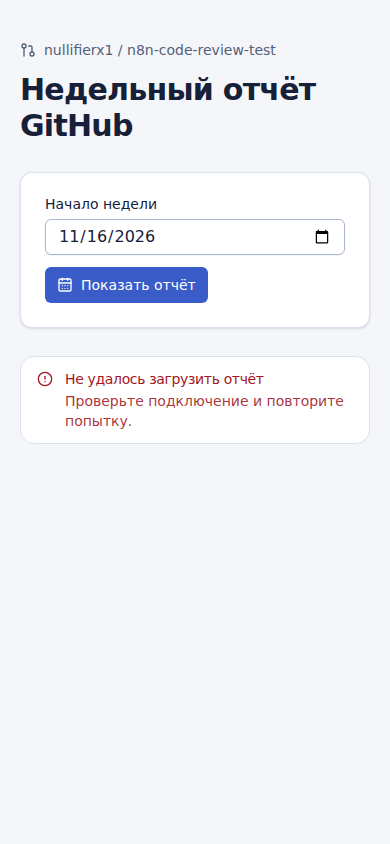 nullifierx1 / n8n-code-review-test
Недельный отчёт
GitHub
Начало недели
11/16/2026
Показать отчёт
Не удалось загрузить отчёт
Проверьте подключение и повторите
попытку.